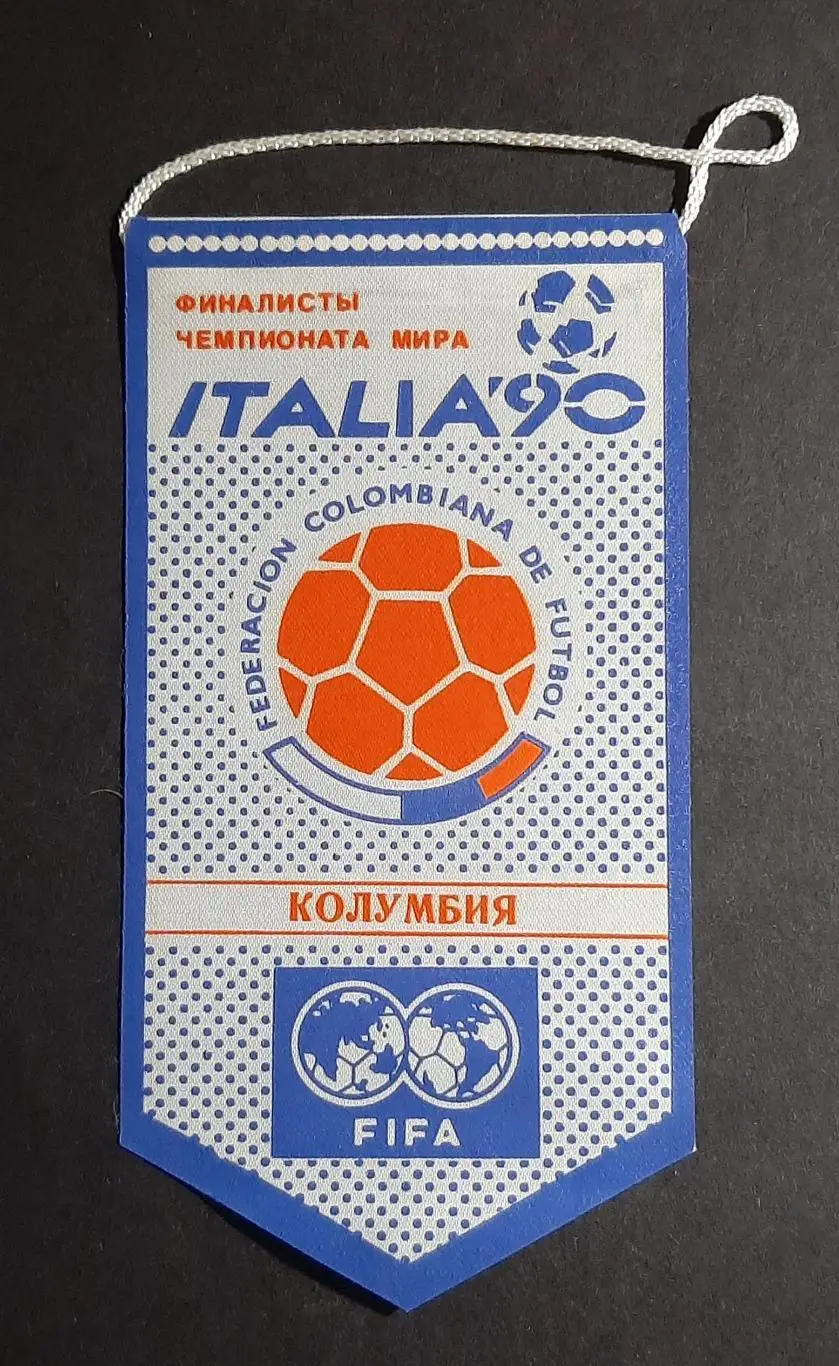 ФИНАЛИСТЫ
ЧЕМПИОНАТА МИРА
ITALIA'90
FEDERACION COLOMBIANA DE FUTBOL
КОЛУМБИЯ
FIFA